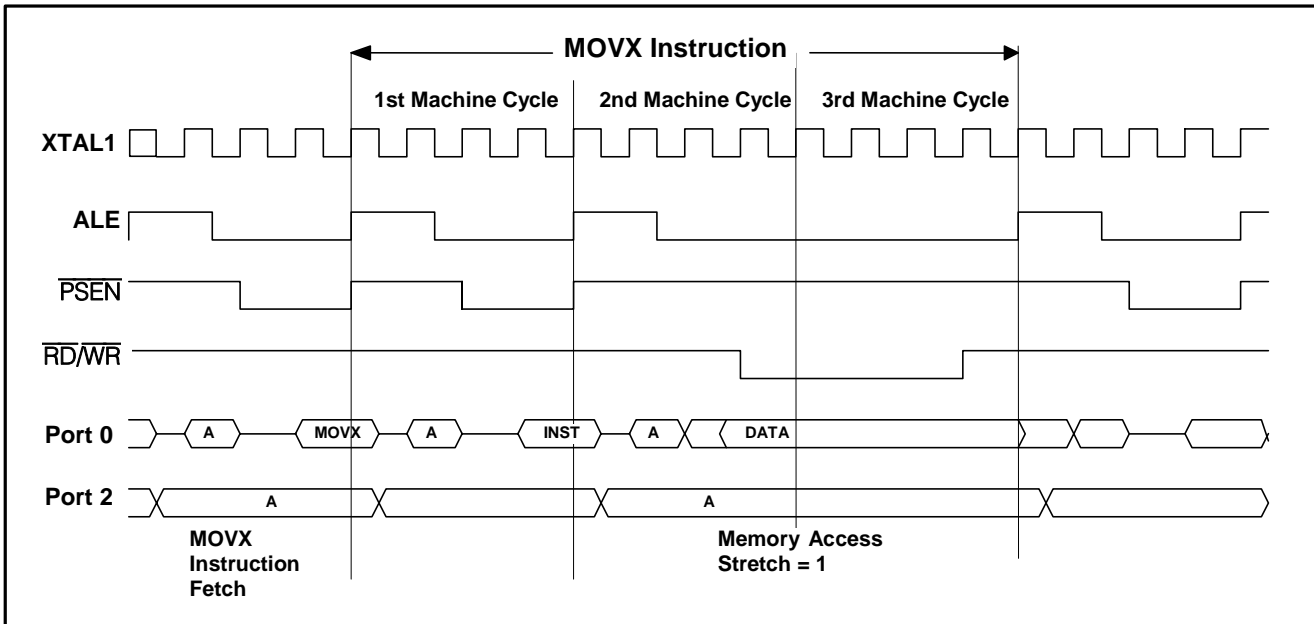 MOVX Instruction
1st Machine Cycle 2nd Machine Cycle 3rd Machine Cycle
XTAL1
ALE
PSEN
RD/WR
Port 0 A MOVX A INST A DATA
Port 2 A A
MOVX
Instruction
Fetch
Memory Access
Stretch = 1